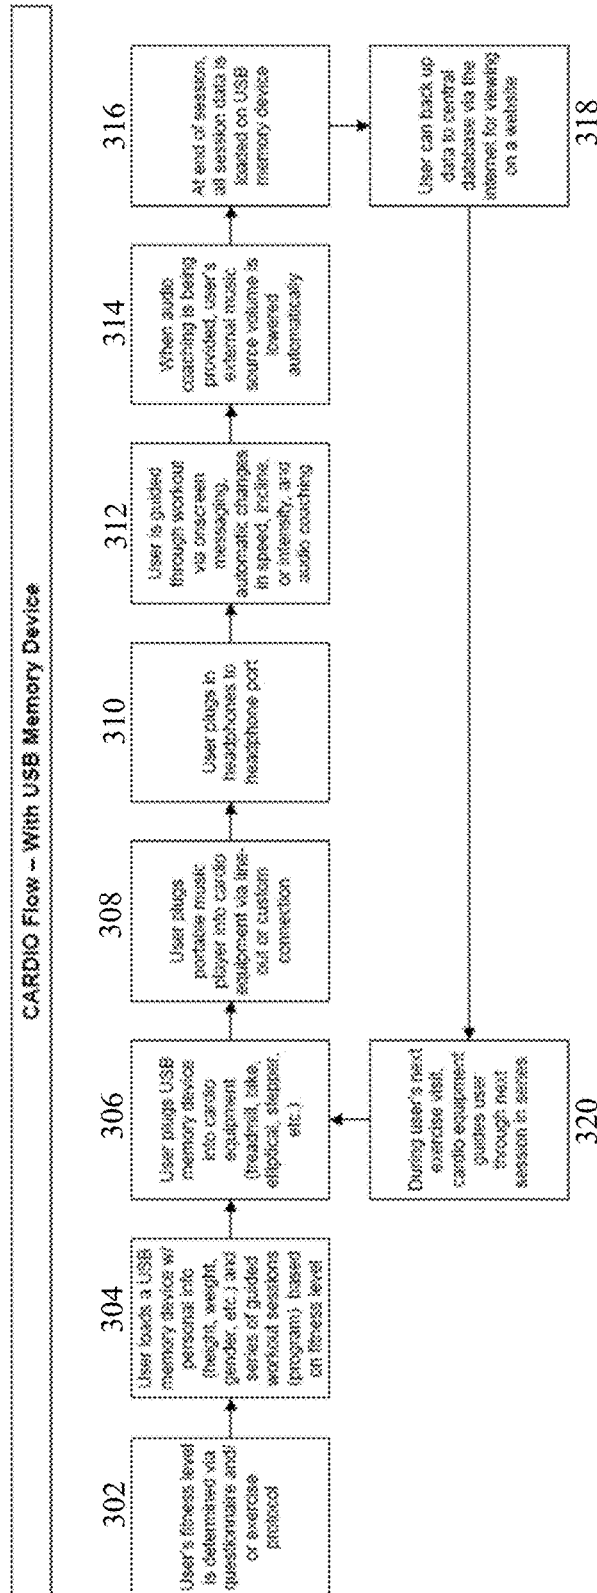 CARDIO Flow – With USB Memory Device
302
User's fitness level
is determined via
questionnaire and/
or exercise
protocol
304
User loads a USB
memory device w/
personal info
(height, weight,
gender, etc.) and
series of guided
workout sessions
(program) based
on fitness level
306
User plugs USB
memory device
into cardio
equipment
(treadmill, bike,
elliptical, stepper,
etc.)
308
User plugs
portable music
player into cardio
equipment via line-
out or custom
connection
310
User plugs in
headphones to
headphone port
312
User is guided
through workout
via onscreen
messaging,
automatic changes
in speed, incline,
or intensity, and
audio coaching
314
When audio
coaching is being
provided, user's
external music
source volume is
lowered
automatically
316
At end of session,
all session data is
loaded on USB
memory device
318
User can back up
data to central
database via the
internet for viewing
on a website
320
During user's next
exercise visit,
cardio equipment
guides user
through next
session in series